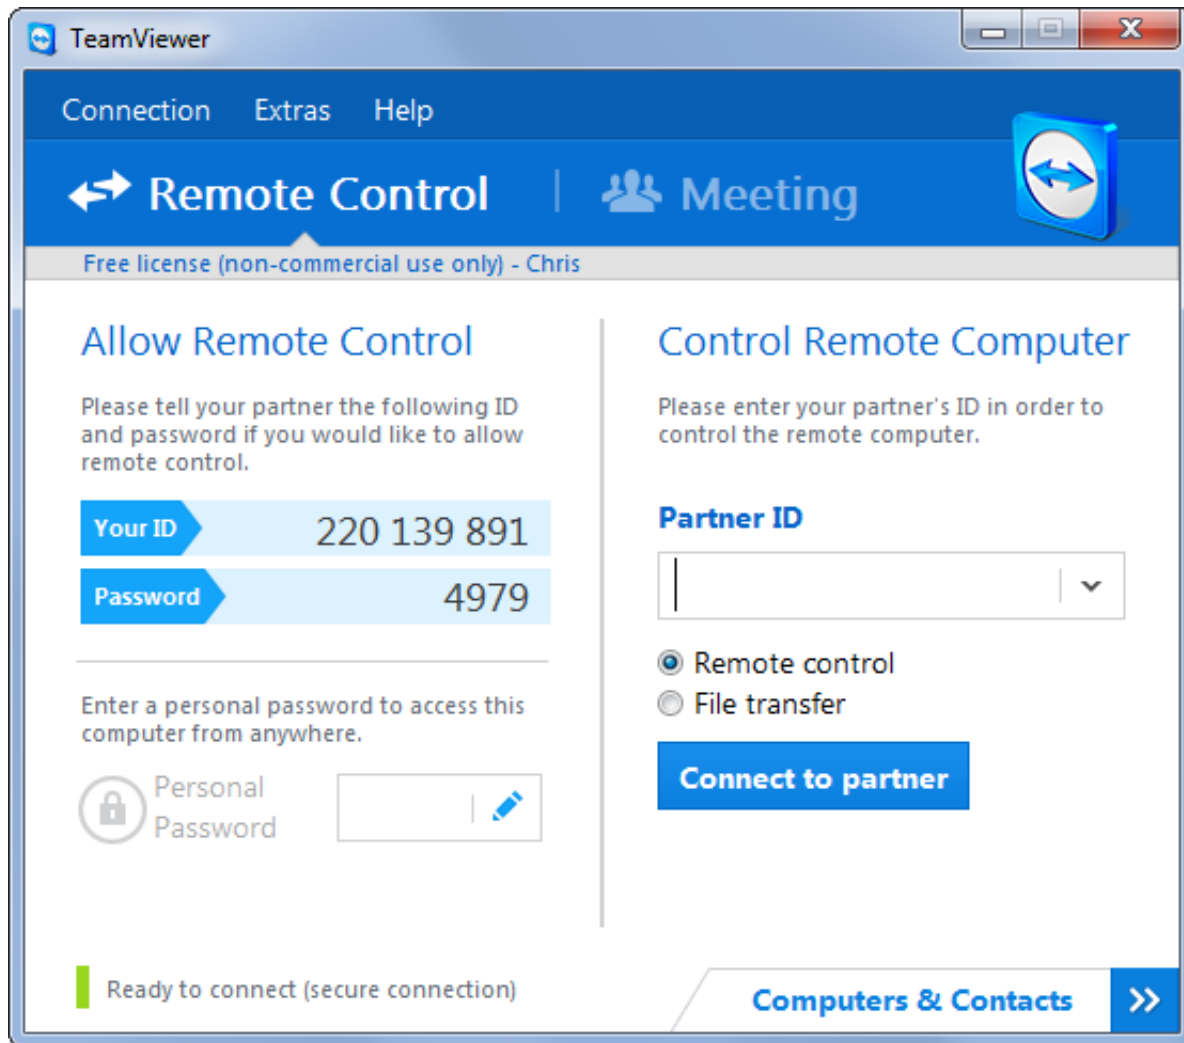 TeamViewer
Connection Extras Help
Remote Control Meeting
Free license (non-commercial use only) - Chris
Allow Remote Control
Please tell your partner the following ID
and password if you would like to allow
remote control.
Your ID 220 139 891
Password 4979
Enter a personal password to access this
computer from anywhere.
Personal
Password
Ready to connect (secure connection)
Control Remote Computer
Please enter your partner's ID in order to
control the remote computer.
Partner ID
Remote control
File transfer
Connect to partner
Computers & Contacts